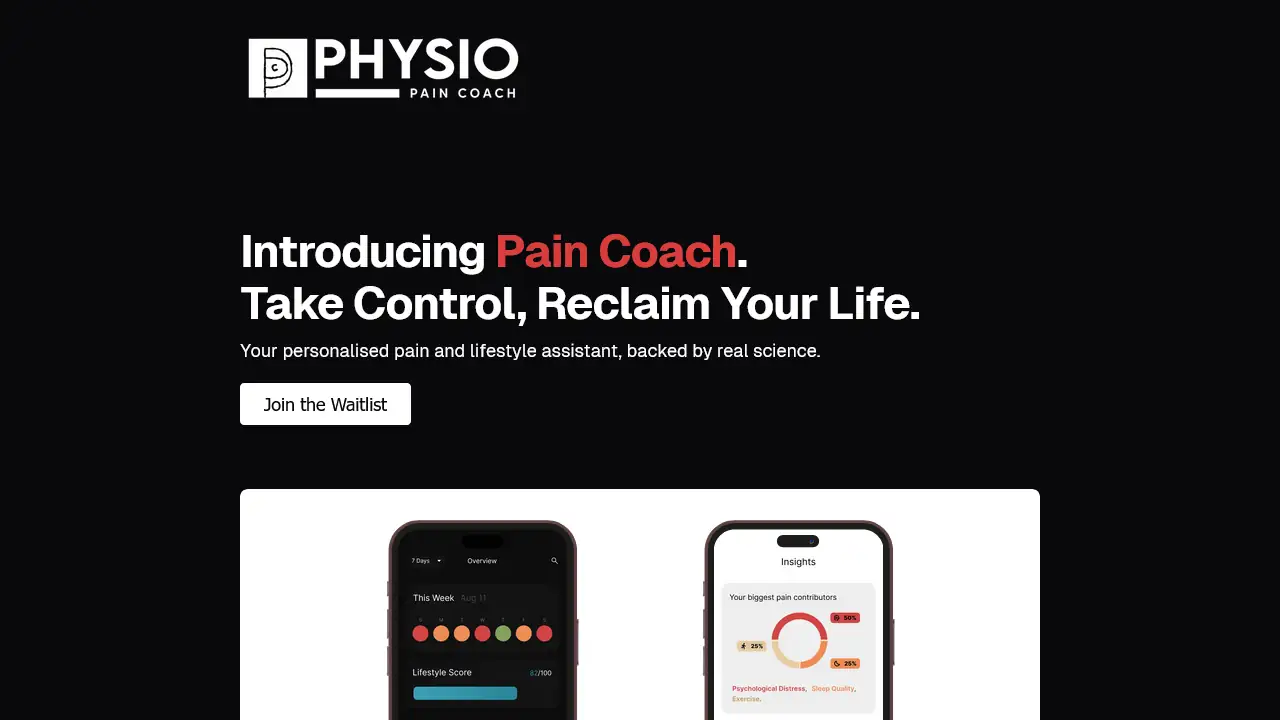 PHYSIO
PAIN COACH
Introducing Pain Coach.
Take Control, Reclaim Your Life.
Your personalised pain and lifestyle assistant, backed by real science.
Join the Waitlist
7 Days
Overview
This Week Aug 11
S M T W T F S
Lifestyle Score 82/100
Insights
Your biggest pain contributors
50%
25%
25%
Psychological Distress, Sleep Quality,
Exercise.